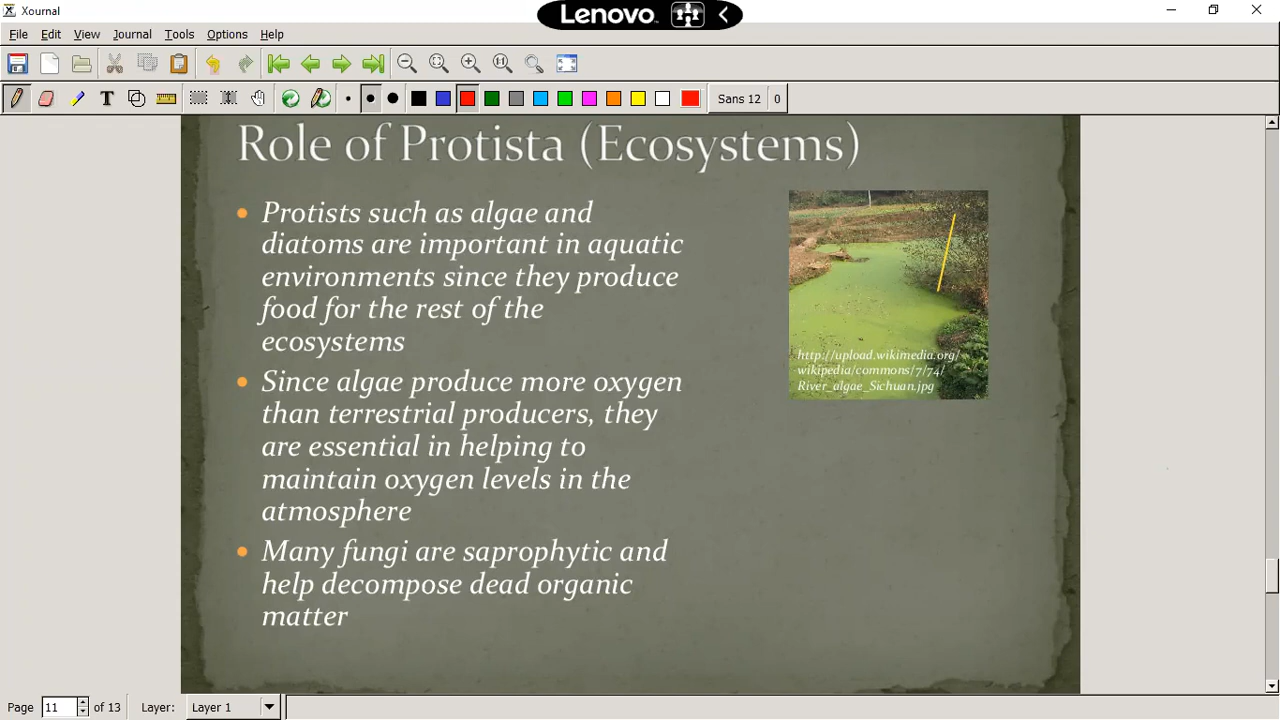 Xournal
Lenovo
File Edit View Journal Tools Options Help
Sans 12 0
Role of Protista (Ecosystems)
Protists such as algae and
diatoms are important in aquatic
environments since they produce
food for the rest of the
ecosystems
Since algae produce more oxygen
than terrestrial producers, they
are essential in helping to
maintain oxygen levels in the
atmosphere
Many fungi are saprophytic and
help decompose dead organic
matter
http://upload.wikimedia.org/
wikipedia/commons/7/74/
River_algae_Sichuan.jpg
Page 11 of 13 Layer: Layer 1